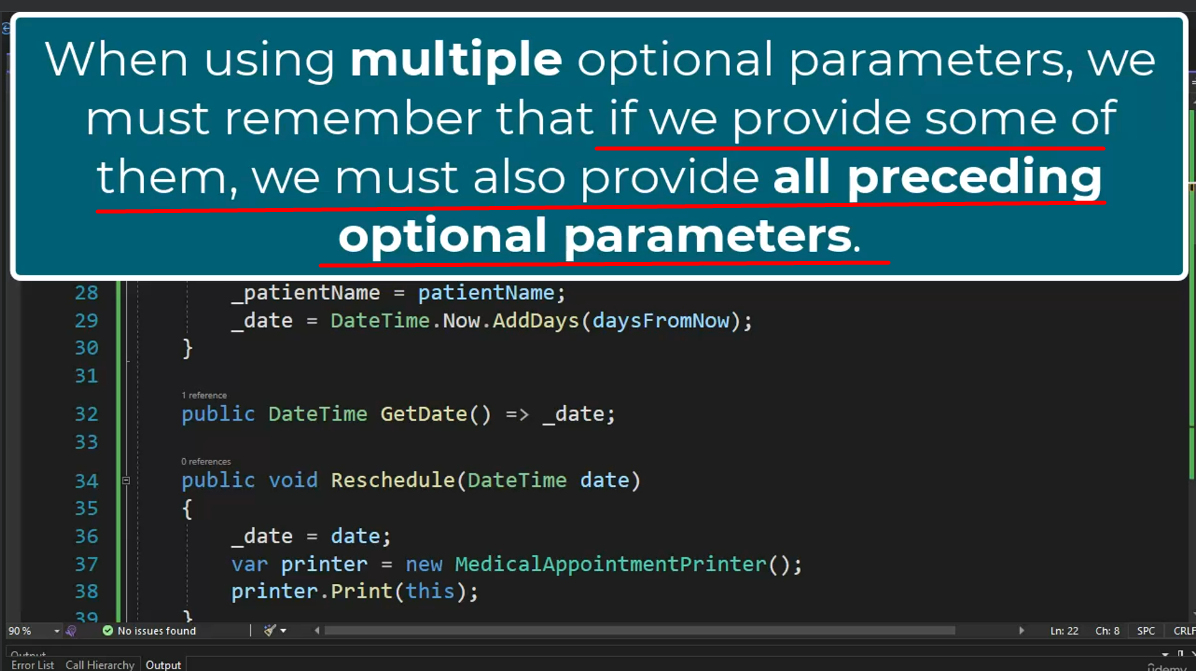 When using multiple optional parameters, we
must remember that if we provide some of
them, we must also provide all preceding
optional parameters.
28 _patientName = patientName;
29 _date = DateTime.Now.AddDays(daysFromNow);
30 }
31
1 reference
32 public DateTime GetDate() => _date;
33
0 references
34 public void Reschedule(DateTime date)
35 {
36 _date = date;
37 var printer = new MedicalAppointmentPrinter();
38 printer.Print(this);
39 }
90 % No issues found Ln: 22 Ch: 8 SPC CRLF
Output
Error List Call Hierarchy Output
ûdemy